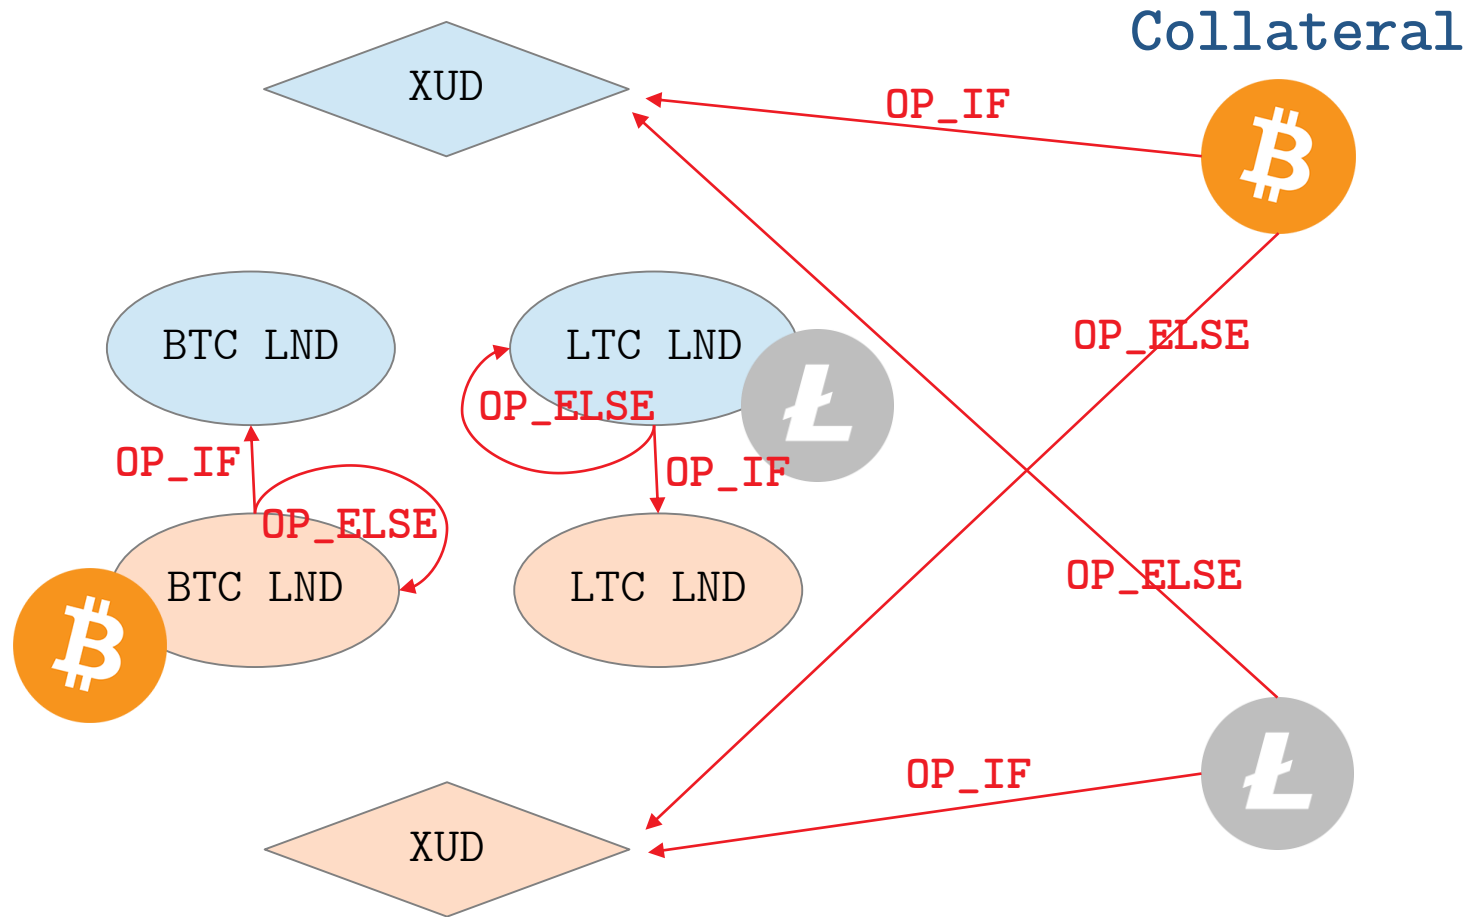 Collateral
XUD
OP_IF
BTC LND
LTC LND
OP_ELSE
OP_ELSE
OP_IF
OP_IF
OP_ELSE
BTC LND
LTC LND
OP_ELSE
OP_IF
XUD